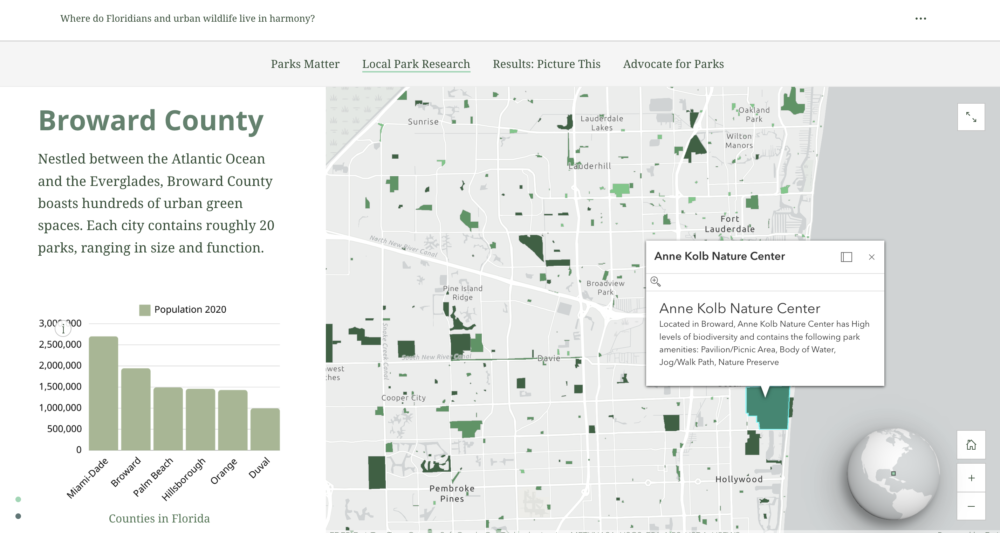 Where do Floridians and urban wildlife live in harmony?
Parks Matter
Local Park Research
Results: Picture This
Advocate for Parks
Broward County
Nestled between the Atlantic Ocean
and the Everglades, Broward County
boasts hundreds of urban green
spaces. Each city contains roughly 20
parks, ranging in size and function.
Population 2020
3,000,000
2,500,000
2,000,000
1,500,000
1,000,000
500,000
0
Miami-Dade
Broward
Palm Beach
Hillsborough
Orange
Duval
Counties in Florida
Sunrise
Lauderdale
Lakes
Oakland
Park
Wilton
Manors
Lauderhill
Fort
Lauderdale
North New River Canal
Pine Island
Ridge
Broadview
Park
Snake Creek Canal
South New River Canal
Davie
Cooper City
Pembroke
Pines
Hollywood
Anne Kolb Nature Center
Anne Kolb Nature Center
Located in Broward, Anne Kolb Nature Center has High
levels of biodiversity and contains the following park
amenities: Pavilion/Picnic Area, Body of Water,
Jog/Walk Path, Nature Preserve